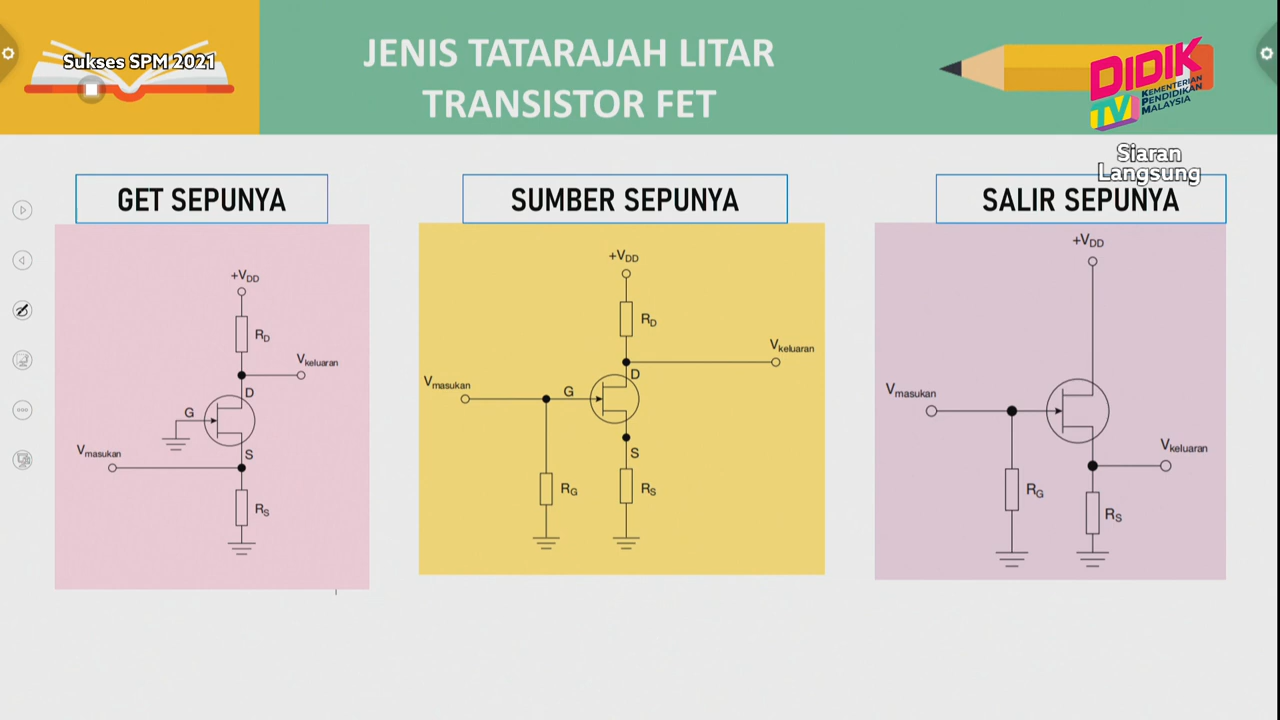 Sukses SPM 2021
JENIS TATARAJAH LITAR
TRANSISTOR FET
DIDIK
TV
KEMENTERIAN
PENDIDIKAN
MALAYSIA
Siaran
Langsung
GET SEPUNYA
+VDD
RD
Vkeluaran
D
G
Vmasukan
S
RS
SUMBER SEPUNYA
+VDD
RD
Vkeluaran
D
Vmasukan
G
S
RG
RS
SALIR SEPUNYA
+VDD
Vmasukan
Vkeluaran
RG
RS